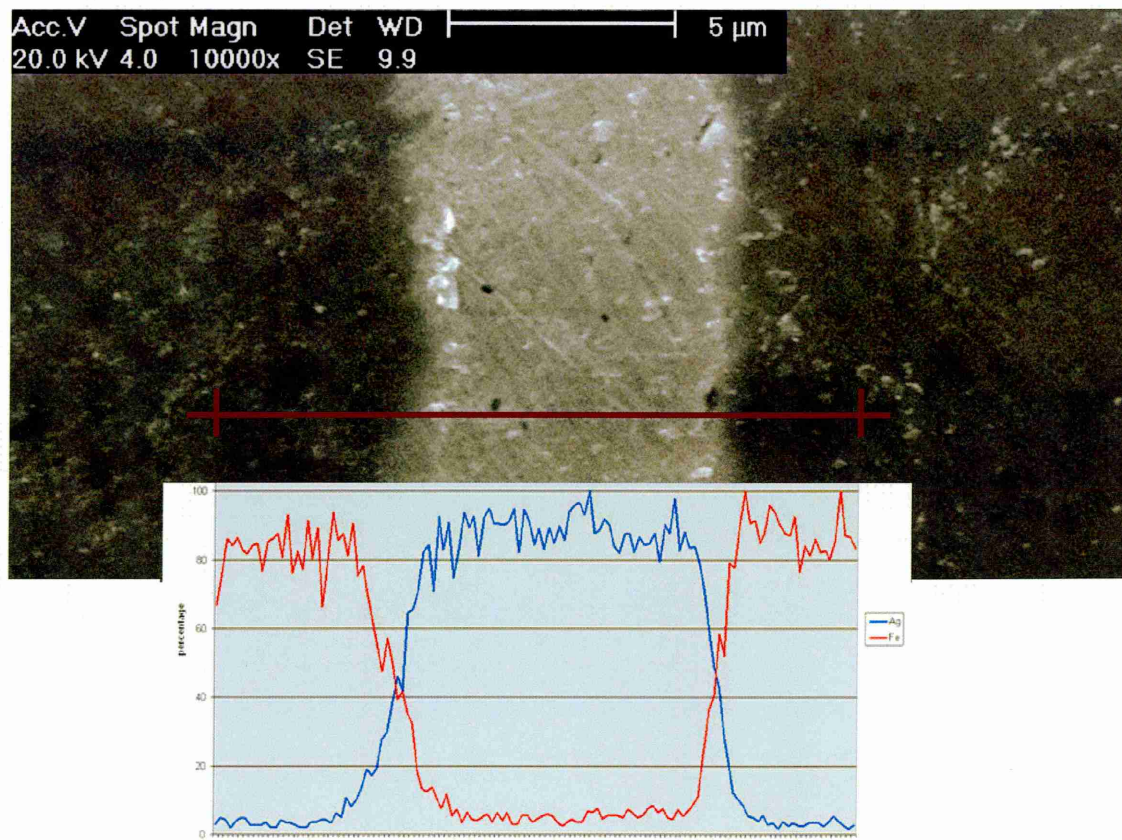 Acc.V Spot Magn Det WD 5 µm
20.0 kV 4.0 10000x SE 9.9
100
80
60
40
20
0
percentage
Ag
Fe